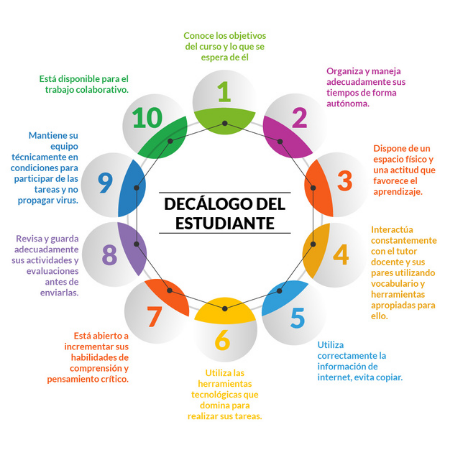 DECÁLOGO DEL
ESTUDIANTE
1
Conoce los objetivos
del curso y lo que se
espera de él
2
Organiza y maneja
adecuadamente sus
tiempos de forma
autónoma.
3
Dispone de
un espacio físico y
una actitud que
favorece el
aprendizaje.
4
Interactúa
constantemente
con el tutor
docente y sus
pares utilizando
vocabulario y
herramientas
apropiadas para
ello.
5
Utiliza
correctamente la
información de
internet, evita copiar.
6
Utiliza las
herramientas
tecnológicas que
domina para
realizar sus tareas.
7
Está abierto a
incrementar sus
habilidades de
comprensión y
pensamiento crítico.
8
Revisa y guarda
adecuadamente
sus actividades y
evaluaciones
antes de
enviarlas.
9
Mantiene su
equipo
técnicamente en
condiciones para
participar de las
tareas y no
propagar virus.
10
Está disponible para el
trabajo colaborativo.